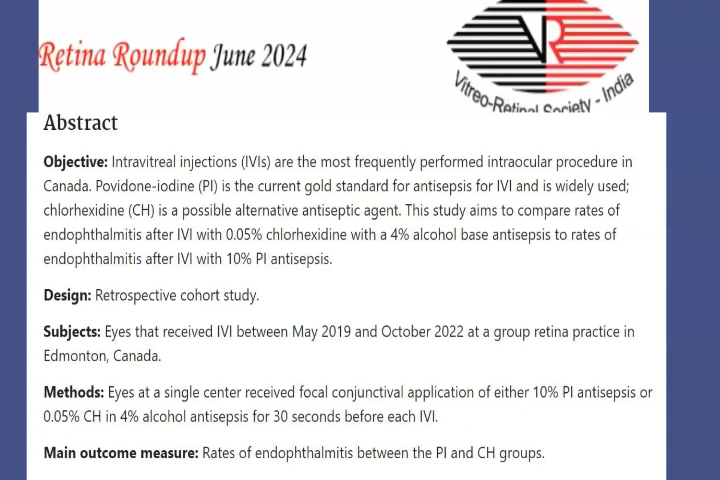 Retina Roundup June 2024
VR
Vitreo-Retinal Society - India
Abstract
Objective: Intravitreal injections (IVIs) are the most frequently performed intraocular procedure in
Canada. Povidone-iodine (PI) is the current gold standard for antisepsis for IVI and is widely used;
chlorhexidine (CH) is a possible alternative antiseptic agent. This study aims to compare rates of
endophthalmitis after IVI with 0.05% chlorhexidine with a 4% alcohol base antisepsis to rates of
endophthalmitis after IVI with 10% PI antisepsis.
Design: Retrospective cohort study.
Subjects: Eyes that received IVI between May 2019 and October 2022 at a group retina practice in
Edmonton, Canada.
Methods: Eyes at a single center received focal conjunctival application of either 10% PI antisepsis or
0.05% CH in 4% alcohol antisepsis for 30 seconds before each IVI.
Main outcome measure: Rates of endophthalmitis between the PI and CH groups.